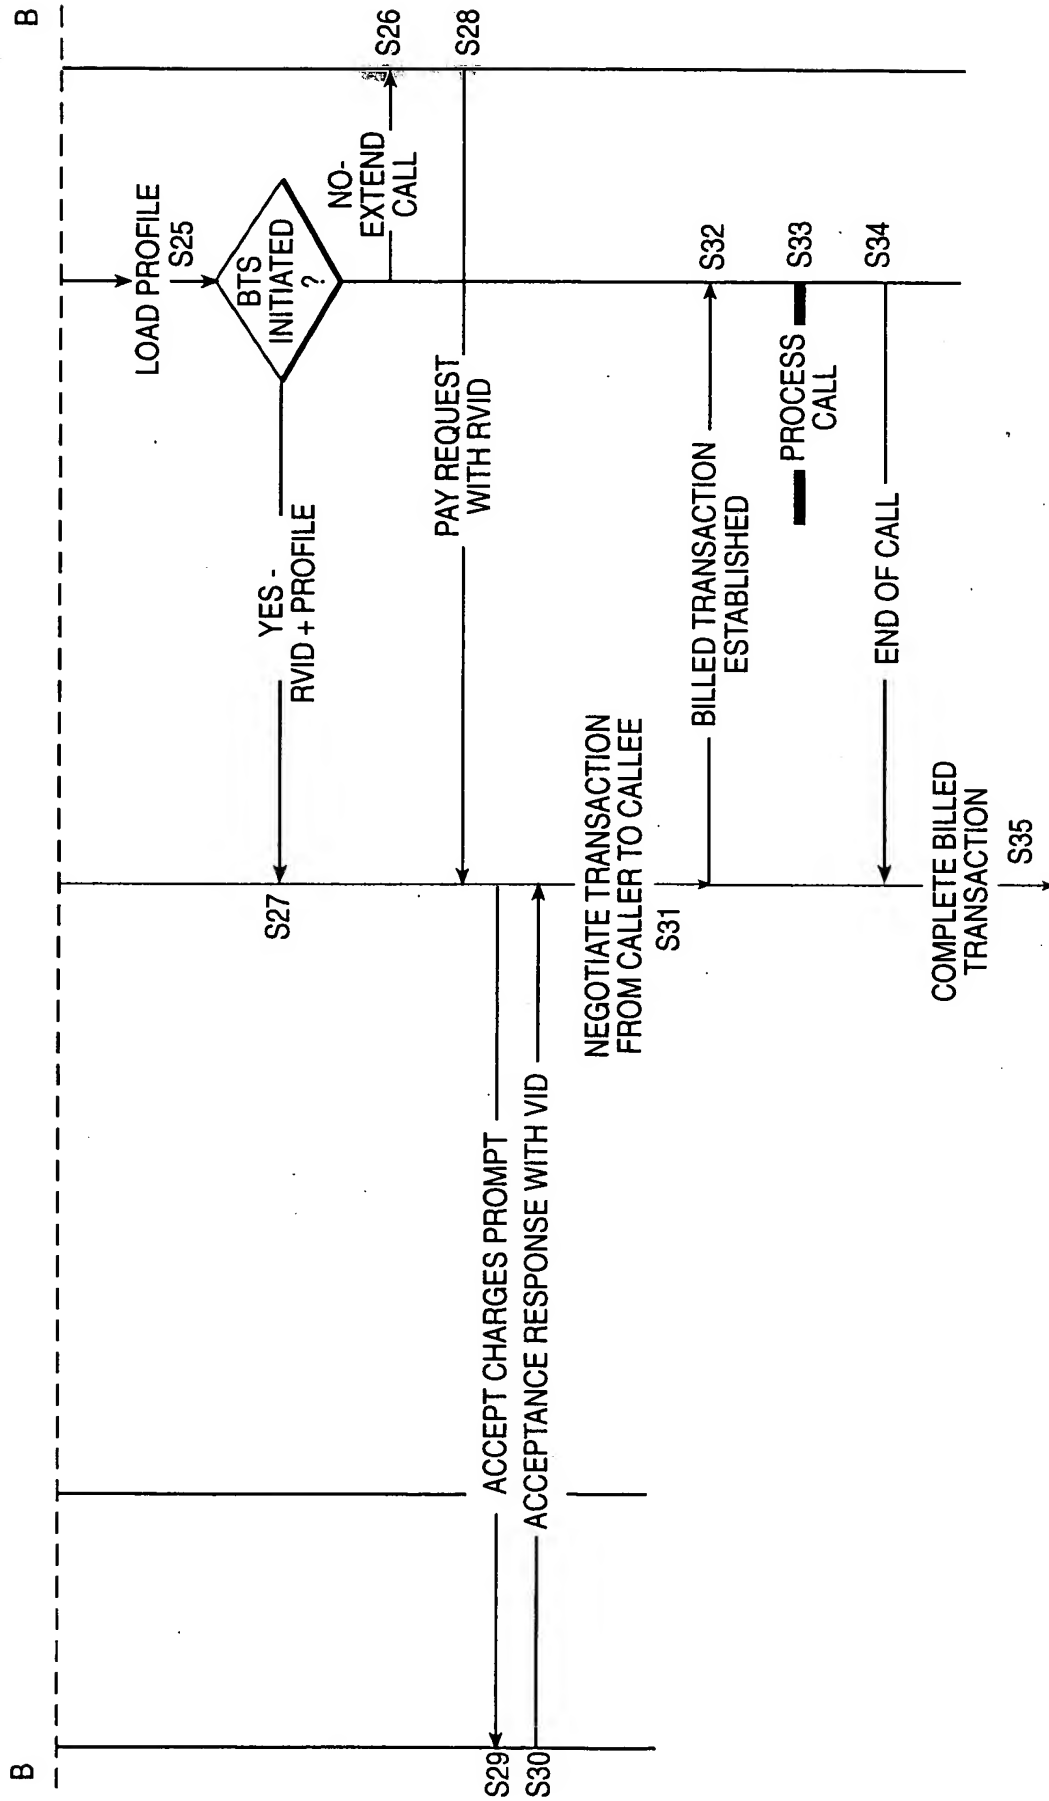 B
B
LOAD PROFILE
S25
BTS
INITIATED
?
NO-
EXTEND
CALL
S26
YES -
RVID + PROFILE
S27
PAY REQUEST
WITH RVID
S28
ACCEPT CHARGES PROMPT
S29
ACCEPTANCE RESPONSE WITH VID
S30
NEGOTIATE TRANSACTION
FROM CALLER TO CALLEE
S31
BILLED TRANSACTION
ESTABLISHED
S32
PROCESS
CALL
S33
END OF CALL
S34
COMPLETE BILLED
TRANSACTION
S35